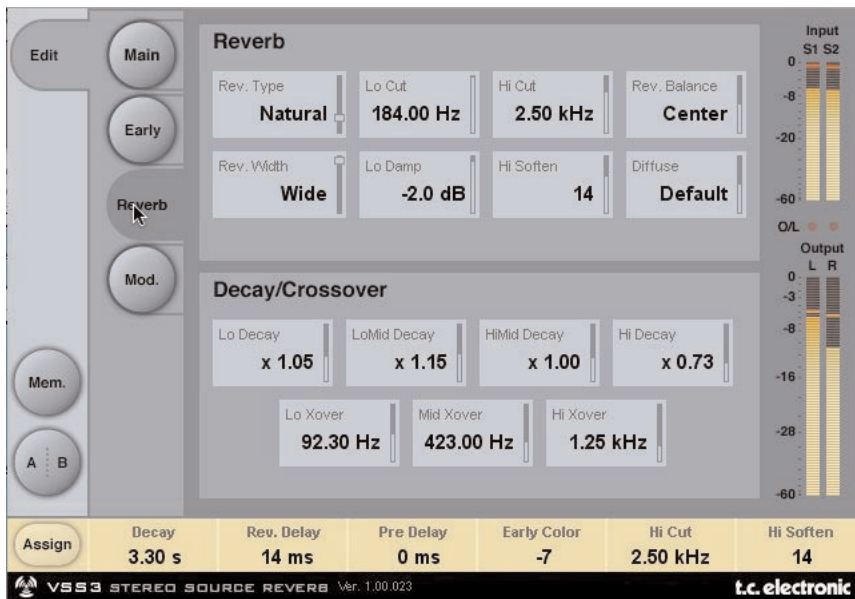 Edit
Main
Early
Reverb
Mod.
Mem.
A B
Reverb
Rev. Type
Natural
Lo Cut
184.00 Hz
Hi Cut
2.50 kHz
Rev. Balance
Center
Rev. Width
Wide
Lo Damp
-2.0 dB
Hi Soften
14
Diffuse
Default
Decay/Crossover
Lo Decay
x 1.05
LoMid Decay
x 1.15
HiMid Decay
x 1.00
Hi Decay
x 0.73
Lo Xover
92.30 Hz
Mid Xover
423.00 Hz
Hi Xover
1.25 kHz
Input
S1 S2
0
-8
-20
-60
O/L
Output
L R
0
-3
-8
-16
-28
-60
Assign
Decay
3.30 s
Rev. Delay
14 ms
Pre Delay
0 ms
Early Color
-7
Hi Cut
2.50 kHz
Hi Soften
14
VSS3 STEREO SOURCE REVERB Ver. 1.00.023
t.c. electronic